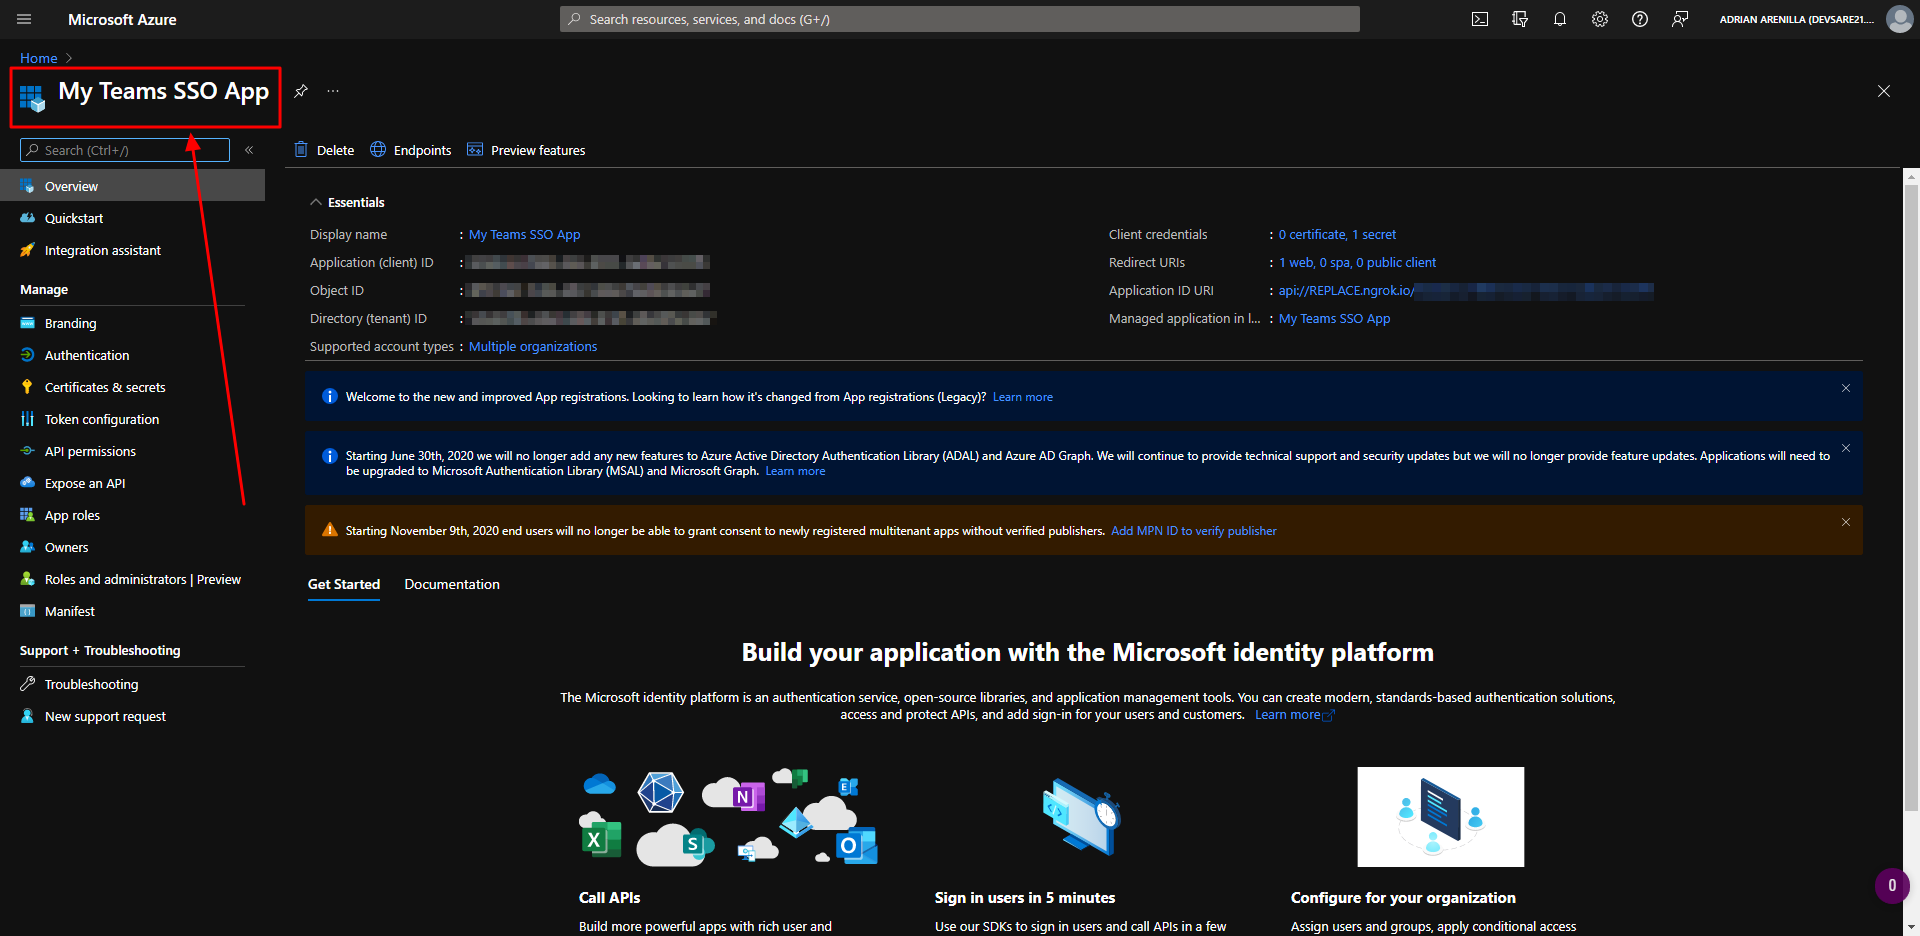 Microsoft Azure
Search resources, services, and docs (G+/)
ADRIAN ARENILLA (DEVSARE21....
Home
My Teams SSO App
...
Search (Ctrl+/)
«
Delete
Endpoints
Preview features
Overview
Quickstart
Integration assistant
Manage
Branding
Authentication
Certificates & secrets
Token configuration
API permissions
Expose an API
App roles
Owners
Roles and administrators | Preview
Manifest
Support + Troubleshooting
Troubleshooting
New support request
Essentials
Display name : My Teams SSO App
Application (client) ID :
Object ID :
Directory (tenant) ID :
Supported account types : Multiple organizations
Client credentials : 0 certificate, 1 secret
Redirect URIs : 1 web, 0 spa, 0 public client
Application ID URI : api://REPLACE.ngrok.io/
Managed application in l... : My Teams SSO App
Welcome to the new and improved App registrations. Looking to learn how it's changed from App registrations (Legacy)? Learn more
Starting June 30th, 2020 we will no longer add any new features to Azure Active Directory Authentication Library (ADAL) and Azure AD Graph. We will continue to provide technical support and security updates but we will no longer provide feature updates. Applications will need to
be upgraded to Microsoft Authentication Library (MSAL) and Microsoft Graph. Learn more
Starting November 9th, 2020 end users will no longer be able to grant consent to newly registered multitenant apps without verified publishers. Add MPN ID to verify publisher
Get Started
Documentation
Build your application with the Microsoft identity platform
The Microsoft identity platform is an authentication service, open-source libraries, and application management tools. You can create modern, standards-based authentication solutions,
access and protect APIs, and add sign-in for your users and customers. Learn more
N
E
X
S
O
0
Call APIs
Build more powerful apps with rich user and
Sign in users in 5 minutes
Use our SDKs to sign in users and call APIs in a few
Configure for your organization
Assign users and groups, apply conditional access